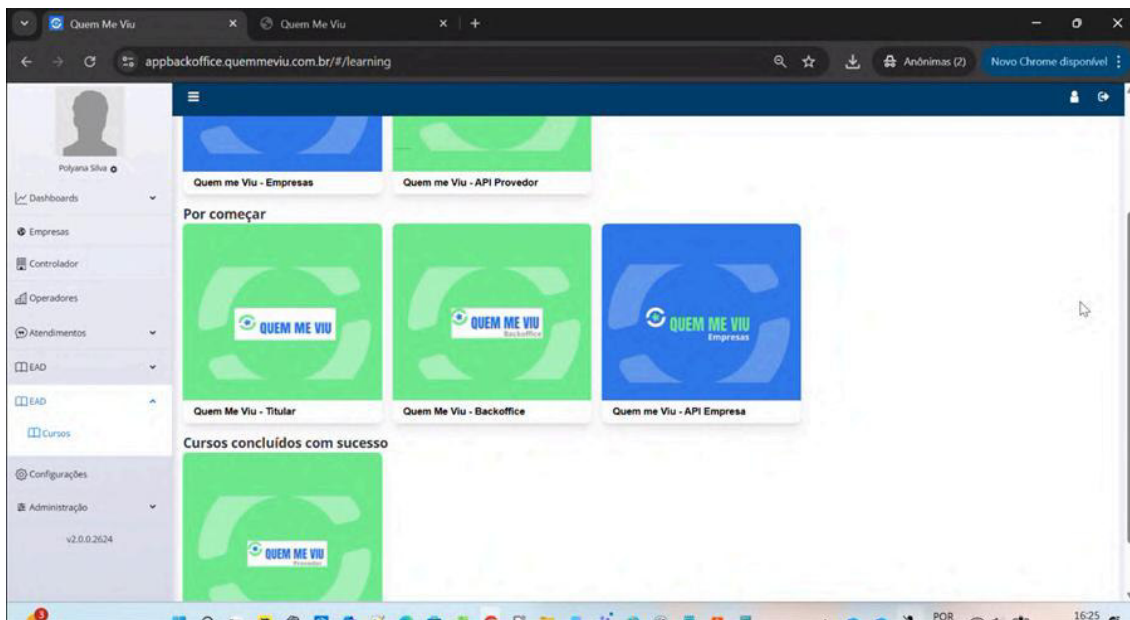 Quem Me Viu
Quem Me Viu
appbackoffice.quemmeviu.com.br/#/learning
Anônimas (2)
Novo Chrome disponível
Polyana Silva
Dashboards
Empresas
Controlador
Operadores
Atendimentos
EAD
EAD
Cursos
Configurações
Administração
v2.0.0.2624
Quem me Viu - Empresas
Quem me Viu - API Provedor
Por começar
QUEM ME VIU
QUEM ME VIU
Backoffice
QUEM ME VIU
Empresas
Quem Me Viu - Titular
Quem Me Viu - Backoffice
Quem me Viu - API Empresa
Cursos concluídos com sucesso
QUEM ME VIU
Provedor
3
POR
16:25